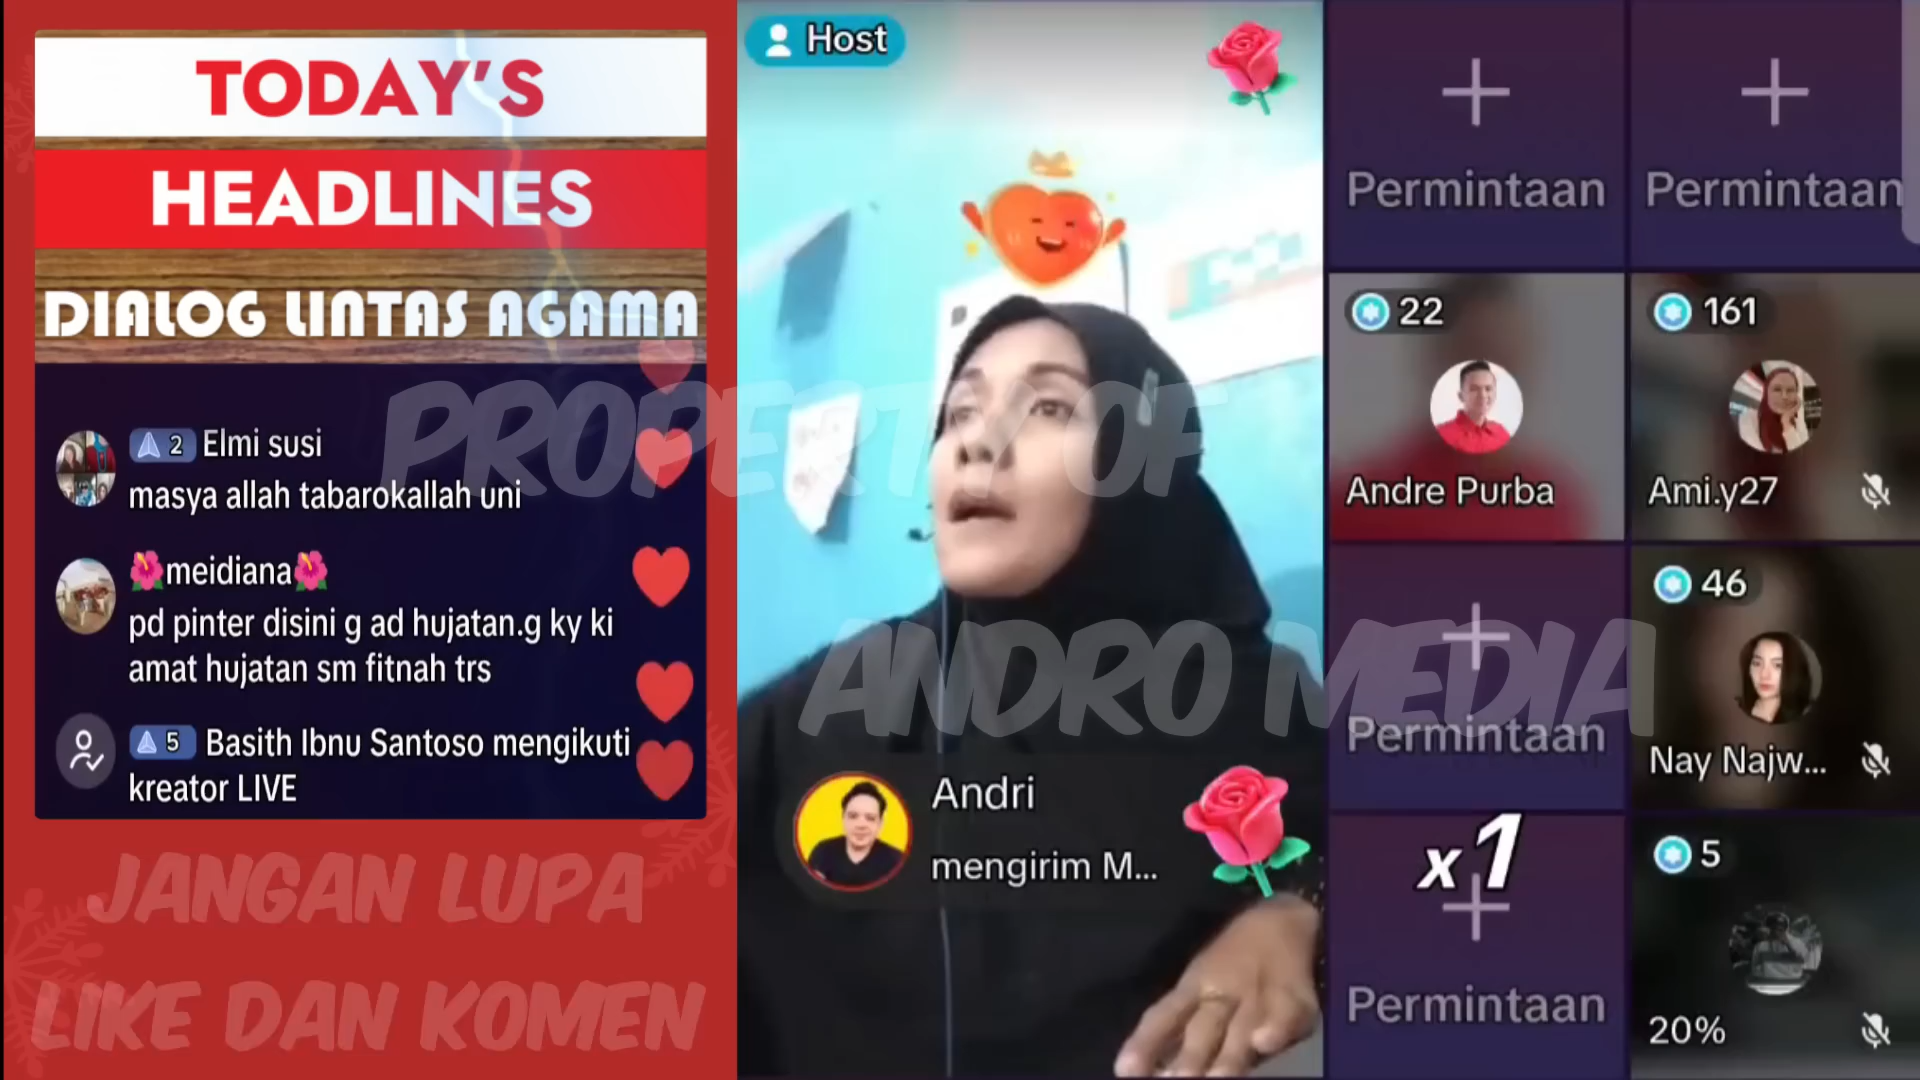 TODAY'S
HEADLINES
DIALOG LINTAS AGAMA
2 Elmi susi
masya allah tabarokallah uni
🌺meidiana🌺
pd pinter disini g ad hujatan.g ky ki
amat hujatan sm fitnah trs
5 Basith Ibnu Santoso mengikuti
kreator LIVE
JANGAN LUPA
LIKE DAN KOMEN
Host
PROPERTY OF
ANDRO MEDIA
Andri
mengirim M...
Permintaan
Permintaan
22
Andre Purba
161
Ami.y27
Permintaan
46
Nay Najw...
x1
Permintaan
5
20%